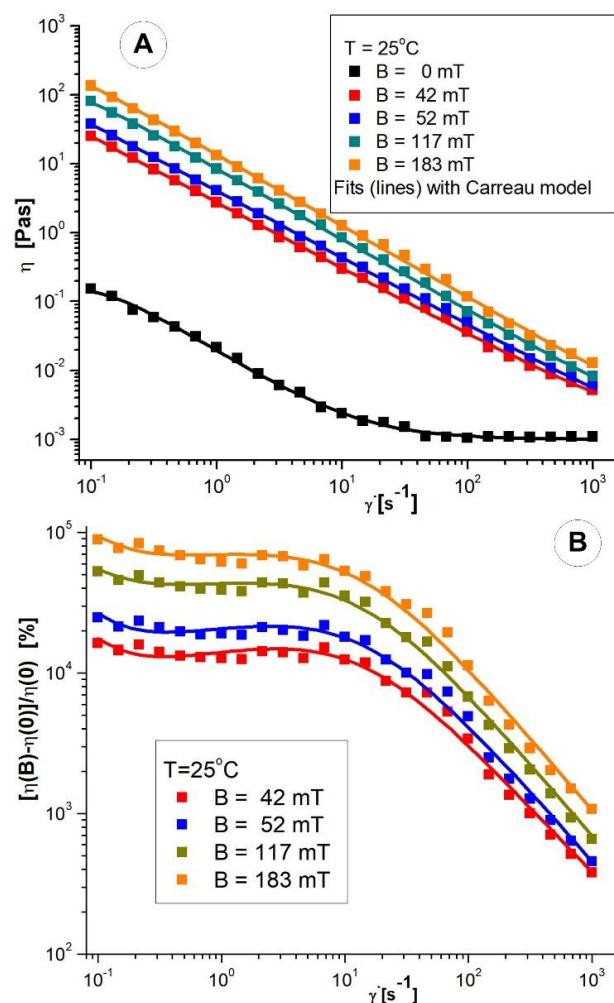 A
T = 25°C
B = 0 mT
B = 42 mT
B = 52 mT
B = 117 mT
B = 183 mT
Fits (lines) with Carreau model
η [Pas]
10³
10²
10¹
10⁰
10⁻¹
10⁻²
10⁻³
10⁻¹ 10⁰ 10¹ 10² 10³
γ˙[s⁻¹]
B
[η(B)-η(0)]/η(0) [%]
10⁵
10⁴
10³
10²
T=25°C
B = 42 mT
B = 52 mT
B = 117 mT
B = 183 mT
10⁻¹ 10⁰ 10¹ 10² 10³
γ˙[s⁻¹]